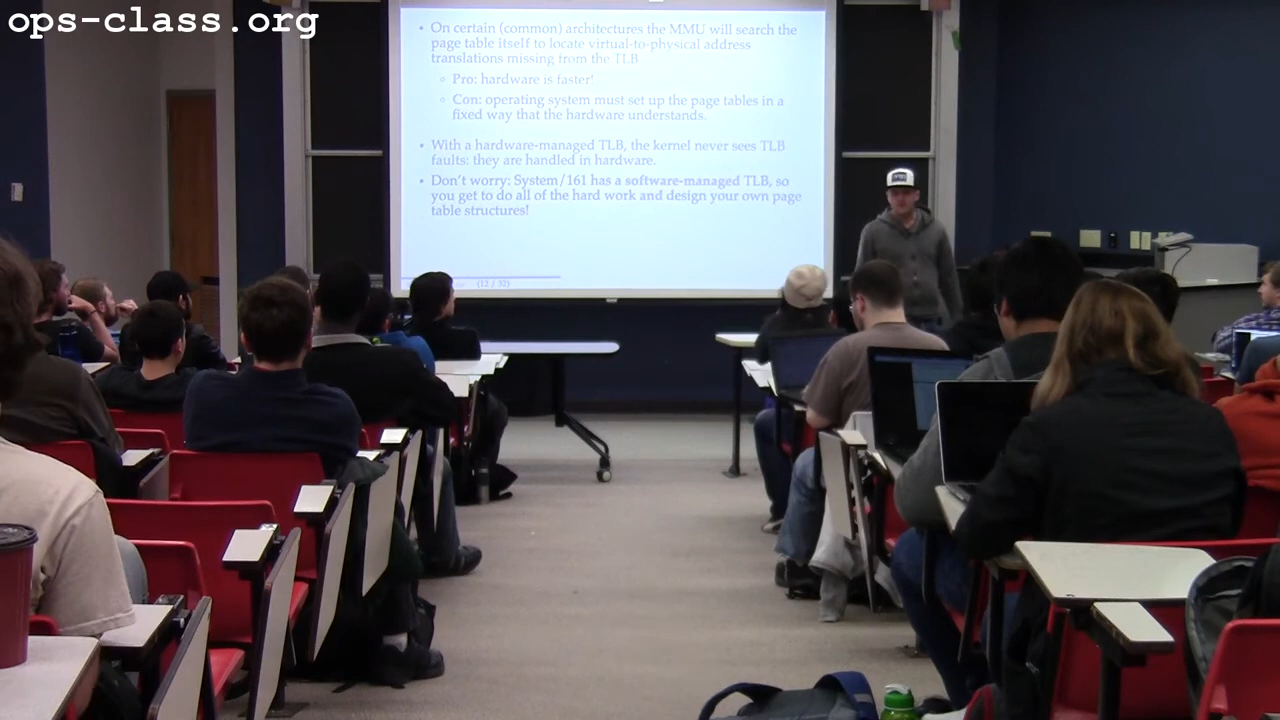 ops-class.org
• On certain (common) architectures the MMU will search the
page table itself to locate virtual-to-physical address
translations missing from the TLB.
◦ Pro: hardware is faster!
◦ Con: operating system must set up the page tables in a
fixed way that the hardware understands.
• With a hardware-managed TLB, the kernel never sees TLB
faults: they are handled in hardware.
• Don't worry: System/161 has a software-managed TLB, so
you get to do all of the hard work and design your own page
table structures!
(12 / 32)